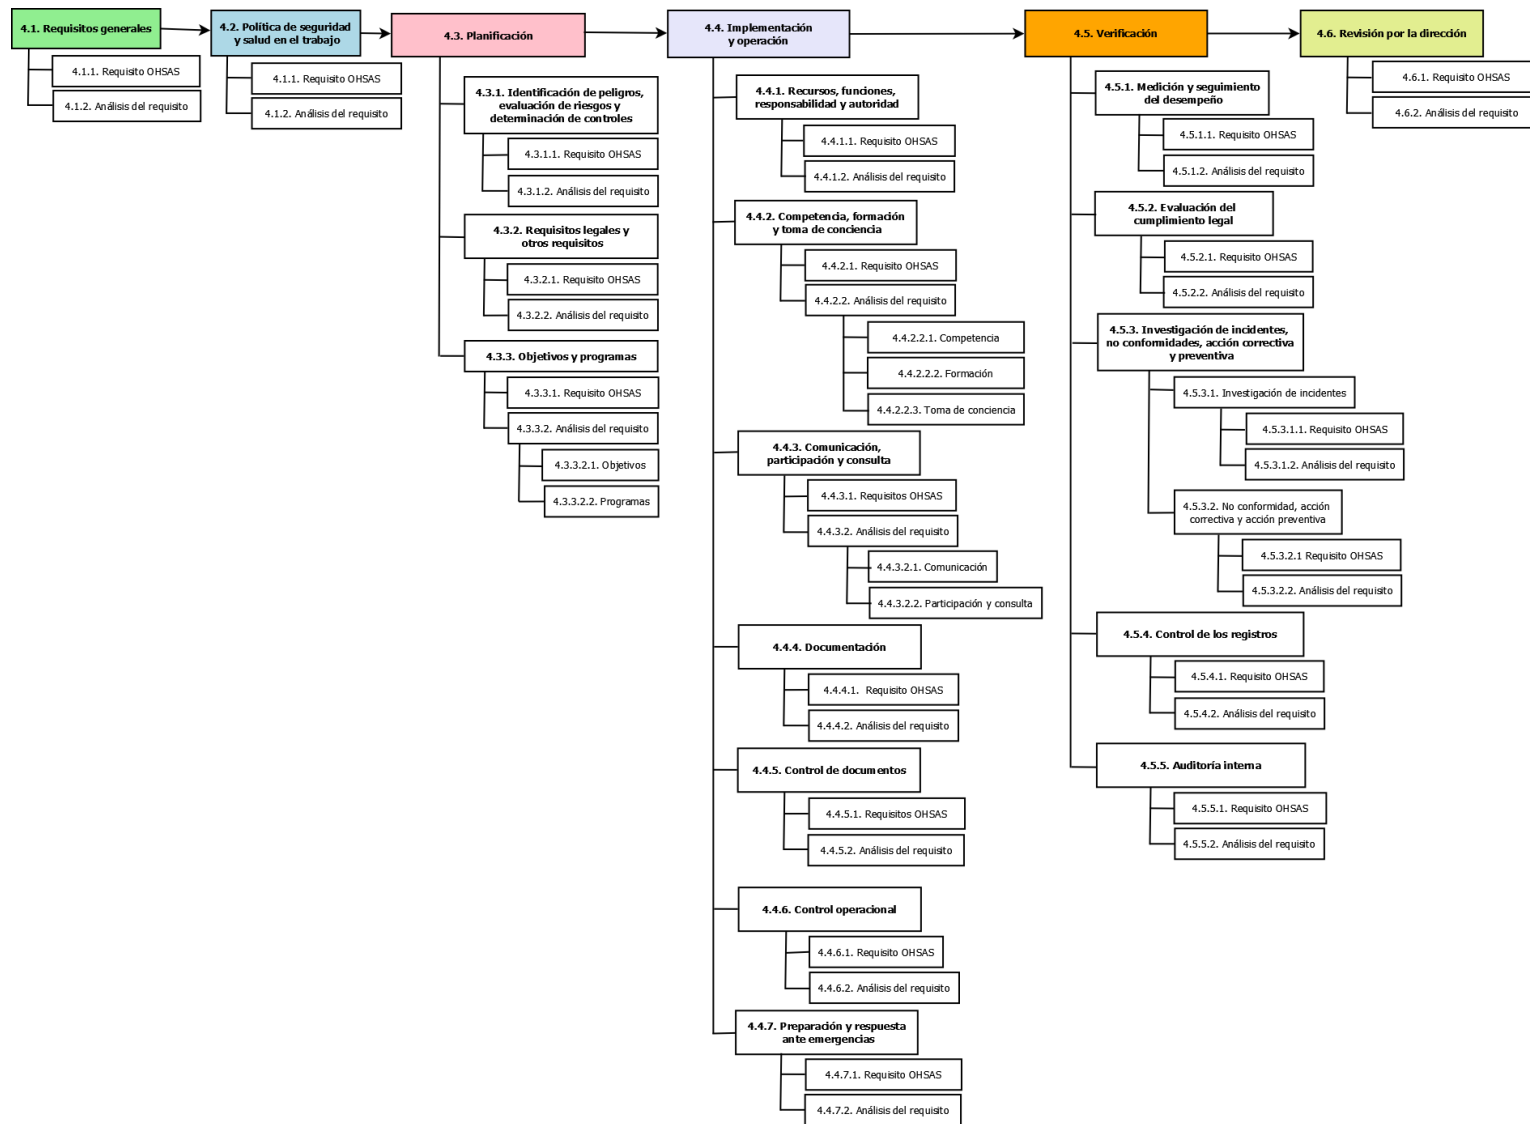 4.1. Requisitos generales
4.1.1. Requisito OHSAS
4.1.2. Análisis del requisito
4.2. Política de seguridad
y salud en el trabajo
4.1.1. Requisito OHSAS
4.1.2. Análisis del requisito
4.3. Planificación
4.3.1. Identificación de peligros,
evaluación de riesgos y
determinación de controles
4.3.1.1. Requisito OHSAS
4.3.1.2. Análisis del requisito
4.3.2. Requisitos legales y
otros requisitos
4.3.2.1. Requisito OHSAS
4.3.2.2. Análisis del requisito
4.3.3. Objetivos y programas
4.3.3.1. Requisito OHSAS
4.3.3.2. Análisis del requisito
4.3.3.2.1. Objetivos
4.3.3.2.2. Programas
4.4. Implementación
y operación
4.4.1. Recursos, funciones,
responsabilidad y autoridad
4.4.1.1. Requisito OHSAS
4.4.1.2. Análisis del requisito
4.4.2. Competencia, formación
y toma de conciencia
4.4.2.1. Requisito OHSAS
4.4.2.2. Análisis del requisito
4.4.2.2.1. Competencia
4.4.2.2.2. Formación
4.4.2.2.3. Toma de conciencia
4.4.3. Comunicación,
participación y consulta
4.4.3.1. Requisitos OHSAS
4.4.3.2. Análisis del requisito
4.4.3.2.1. Comunicación
4.4.3.2.2. Participación y consulta
4.4.4. Documentación
4.4.4.1. Requisito OHSAS
4.4.4.2. Análisis del requisito
4.4.5. Control de documentos
4.4.5.1. Requisitos OHSAS
4.4.5.2. Análisis del requisito
4.4.6. Control operacional
4.4.6.1. Requisito OHSAS
4.4.6.2. Análisis del requisito
4.4.7. Preparación y respuesta
ante emergencias
4.4.7.1. Requisito OHSAS
4.4.7.2. Análisis del requisito
4.5. Verificación
4.5.1. Medición y seguimiento
del desempeño
4.5.1.1. Requisito OHSAS
4.5.1.2. Análisis del requisito
4.5.2. Evaluación del
cumplimiento legal
4.5.2.1. Requisito OHSAS
4.5.2.2. Análisis del requisito
4.5.3. Investigación de incidentes,
no conformidades, acción correctiva
y preventiva
4.5.3.1. Investigación de incidentes
4.5.3.1.1. Requisito OHSAS
4.5.3.1.2. Análisis del requisito
4.5.3.2. No conformidad, acción
correctiva y acción preventiva
4.5.3.2.1 Requisito OHSAS
4.5.3.2.2. Análisis del requisito
4.5.4. Control de los registros
4.5.4.1. Requisito OHSAS
4.5.4.2. Análisis del requisito
4.5.5. Auditoría interna
4.5.5.1. Requisito OHSAS
4.5.5.2. Análisis del requisito
4.6. Revisión por la dirección
4.6.1. Requisito OHSAS
4.6.2. Análisis del requisito